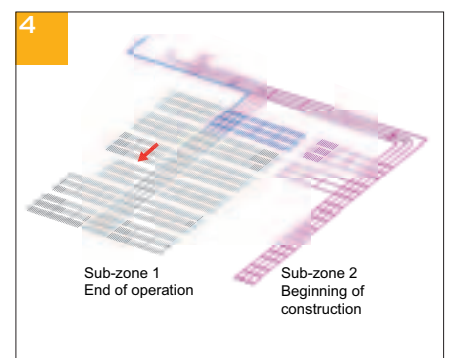 4
Sub-zone 1
End of operation
Sub-zone 2
Beginning of
construction